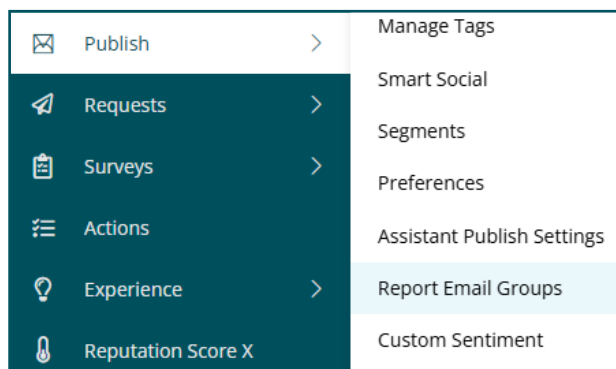 Publish
Requests
Surveys
Actions
Experience
Reputation Score X
Manage Tags
Smart Social
Segments
Preferences
Assistant Publish Settings
Report Email Groups
Custom Sentiment